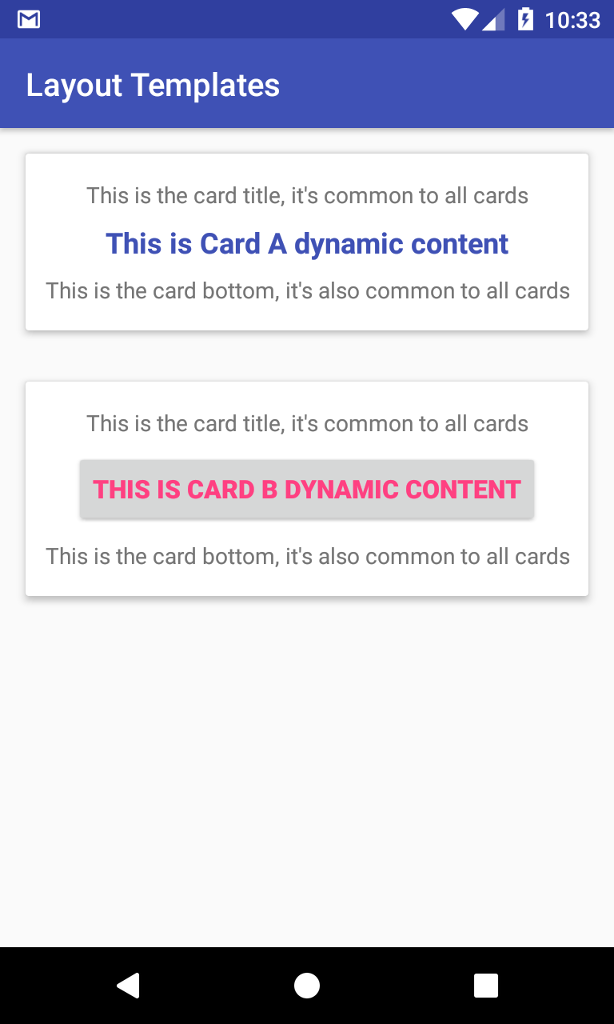 10:33
Layout Templates
This is the card title, it's common to all cards
This is Card A dynamic content
This is the card bottom, it's also common to all cards
This is the card title, it's common to all cards
THIS IS CARD B DYNAMIC CONTENT
This is the card bottom, it's also common to all cards